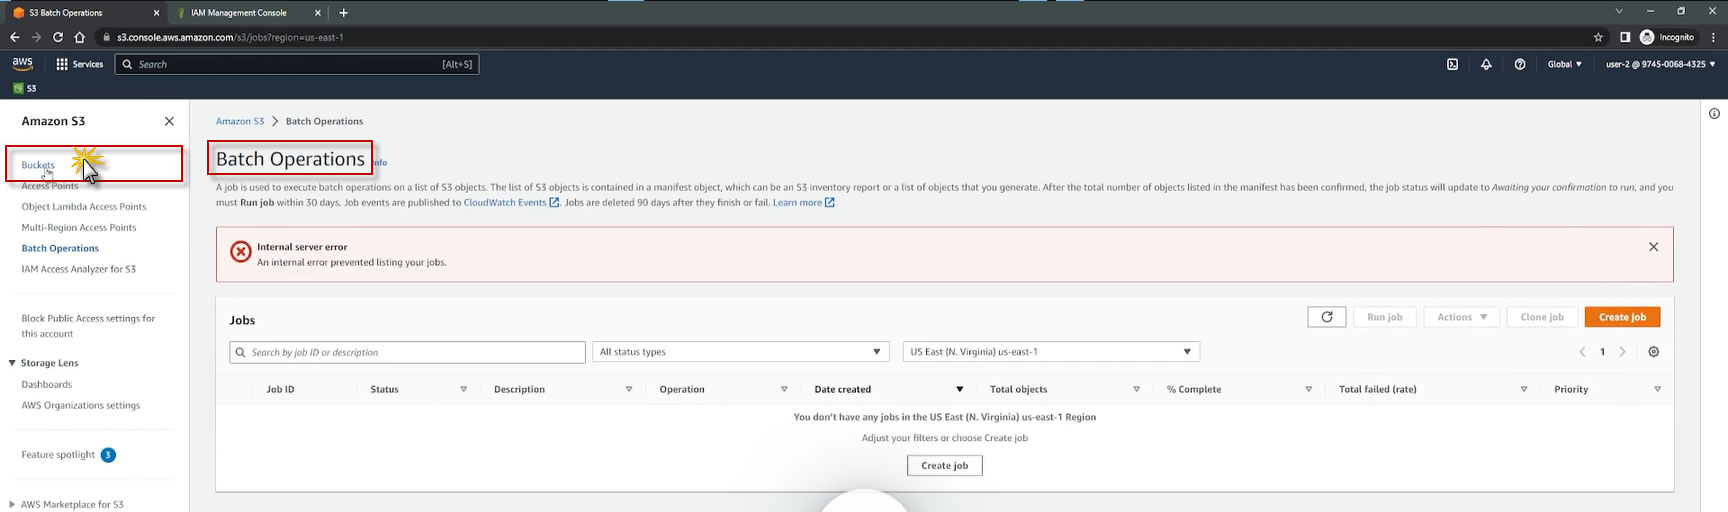 S3 Batch Operations
IAM Management Console
s3.console.aws.amazon.com/s3/jobs?region=us-east-1
Incognito
aws
Services
Search
[Alt+S]
Global
user-2 @ 9745-0068-4325
S3
Amazon S3
Buckets
Access Points
Object Lambda Access Points
Multi-Region Access Points
Batch Operations
IAM Access Analyzer for S3
Block Public Access settings for
this account
Storage Lens
Dashboards
AWS Organizations settings
Feature spotlight 3
AWS Marketplace for S3
Amazon S3 > Batch Operations
Batch Operations Info
A job is used to execute batch operations on a list of S3 objects. The list of S3 objects is contained in a manifest object, which can be an S3 inventory report or a list of objects that you generate. After the total number of objects listed in the manifest has been confirmed, the job status will update to Awaiting your confirmation to run, and you
must Run job within 30 days. Job events are published to CloudWatch Events. Jobs are deleted 90 days after they finish or fail. Learn more
Internal server error
An internal error prevented listing your jobs.
Jobs
Run job
Actions
Clone job
Create job
Search by job ID or description
All status types
US East (N. Virginia) us-east-1
1
Job ID
Status
Description
Operation
Date created
Total objects
% Complete
Total failed (rate)
Priority
You don't have any jobs in the US East (N. Virginia) us-east-1 Region
Adjust your filters or choose Create job
Create job